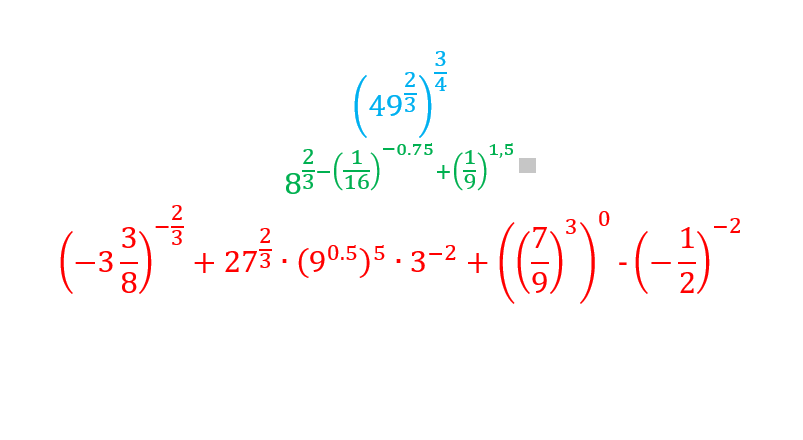 (49^(2/3))^(3/4)
8^(2/3−(1/16)^(−0.75)+(1/9)^(1,5))
(−3 3/8)^(−2/3) + 27^(2/3) · (9^(0.5))^5 · 3^(−2) + ((7/9)^3)^0 - (−1/2)^(−2)